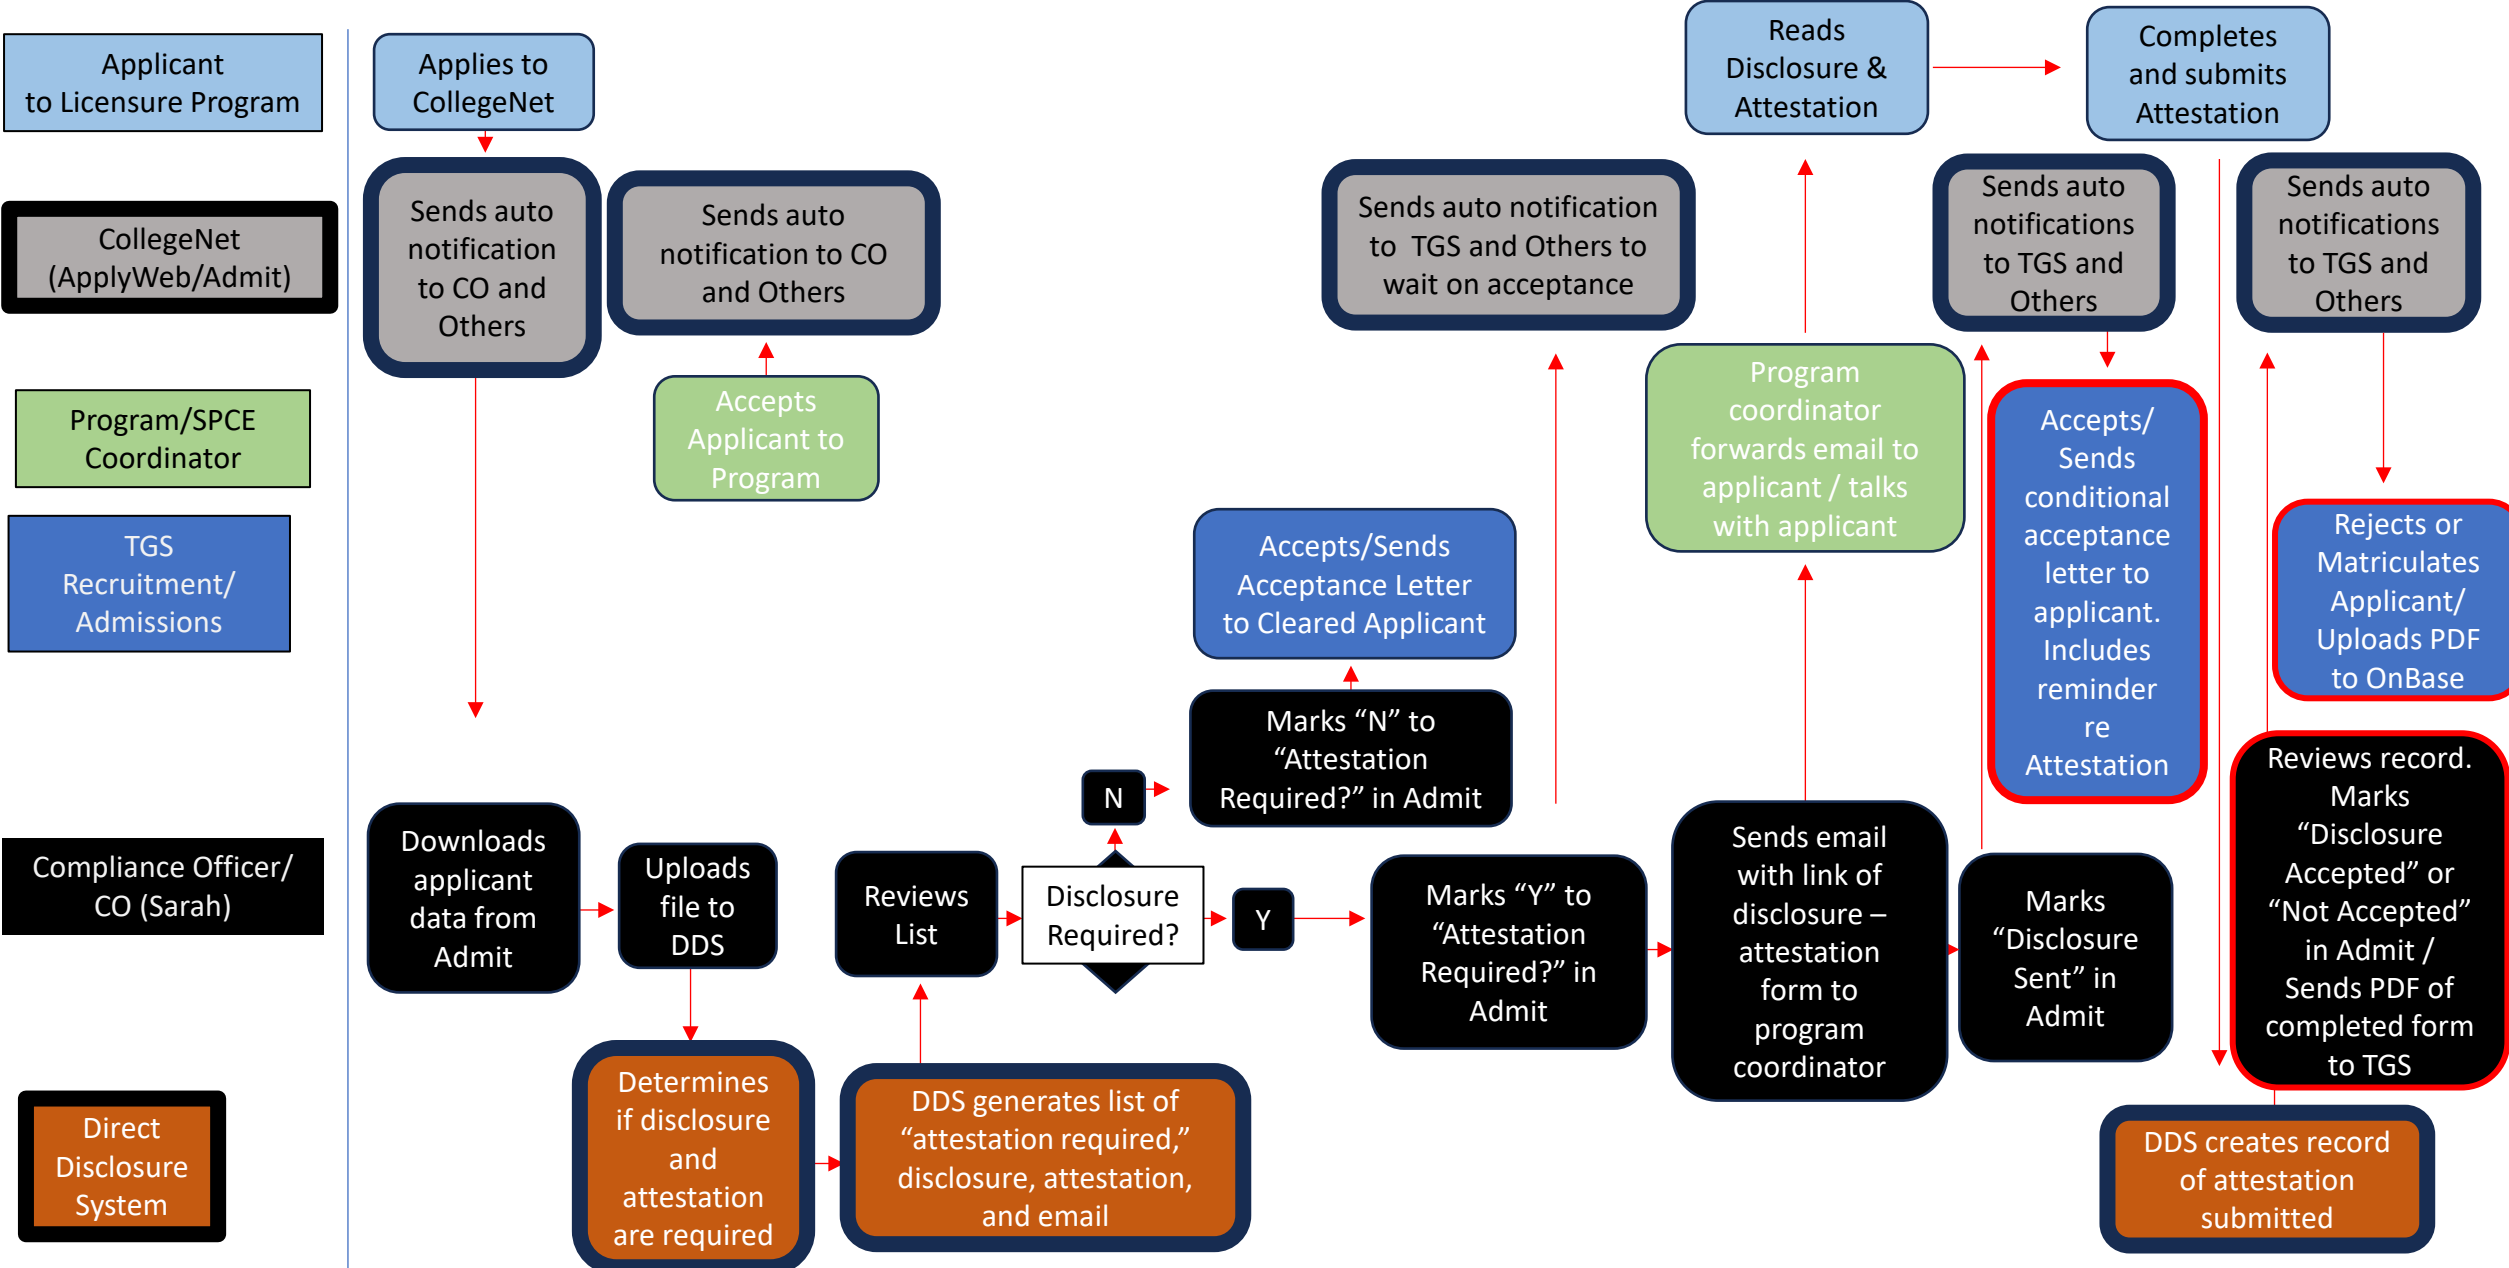 Applicant
to Licensure Program
CollegeNet
(ApplyWeb/Admit)
Program/SPCE
Coordinator
TGS
Recruitment/
Admissions
Compliance Officer/
CO (Sarah)
Direct
Disclosure
System
Applies to
CollegeNet
Sends auto
notification
to CO and
Others
Sends auto
notification to CO
and Others
Accepts
Applicant to
Program
Downloads
applicant
data from
Admit
Uploads
file to
DDS
Determines
if disclosure
and
attestation
are required
DDS generates list of
“attestation required,”
disclosure, attestation,
and email
Reviews
List
Disclosure
Required?
N
Marks “N” to
“Attestation
Required?” in Admit
Accepts/Sends
Acceptance Letter
to Cleared Applicant
Y
Marks “Y” to
“Attestation
Required?” in
Admit
Sends auto notification
to  TGS and Others to
wait on acceptance
Sends email
with link of
disclosure –
attestation
form to
program
coordinator
Program
coordinator
forwards email to
applicant / talks
with applicant
Reads
Disclosure &
Attestation
Completes
and submits
Attestation
Marks
“Disclosure
Sent” in
Admit
Sends auto
notifications
to TGS and
Others
Accepts/
Sends
conditional
acceptance
letter to
applicant.
Includes
reminder
re
Attestation
DDS creates record
of attestation
submitted
Reviews record.
Marks
“Disclosure
Accepted” or
“Not Accepted”
in Admit /
Sends PDF of
completed form
to TGS
Sends auto
notifications
to TGS and
Others
Rejects or
Matriculates
Applicant/
Uploads PDF
to OnBase